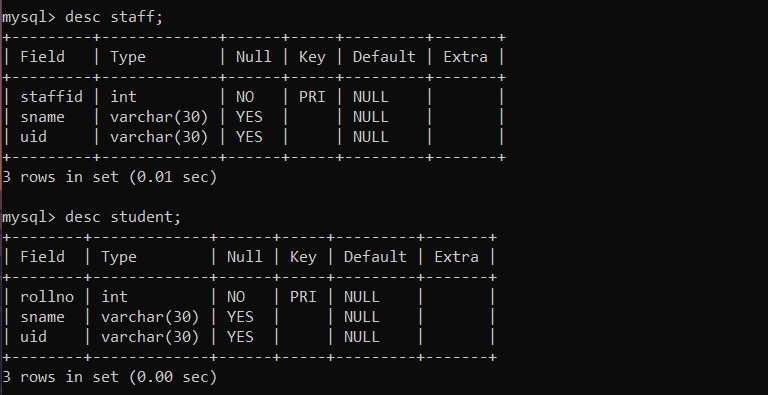 mysql> desc staff;
+---------+-------------+------+-----+---------+-------+
| Field   | Type        | Null | Key | Default | Extra |
+---------+-------------+------+-----+---------+-------+
| staffid | int         | NO   | PRI | NULL    |       |
| sname   | varchar(30) | YES  |     | NULL    |       |
| uid     | varchar(30) | YES  |     | NULL    |       |
+---------+-------------+------+-----+---------+-------+
3 rows in set (0.01 sec)
mysql> desc student;
+--------+-------------+------+-----+---------+-------+
| Field  | Type        | Null | Key | Default | Extra |
+--------+-------------+------+-----+---------+-------+
| rollno | int         | NO   | PRI | NULL    |       |
| sname  | varchar(30) | YES  |     | NULL    |       |
| uid    | varchar(30) | YES  |     | NULL    |       |
+--------+-------------+------+-----+---------+-------+
3 rows in set (0.00 sec)